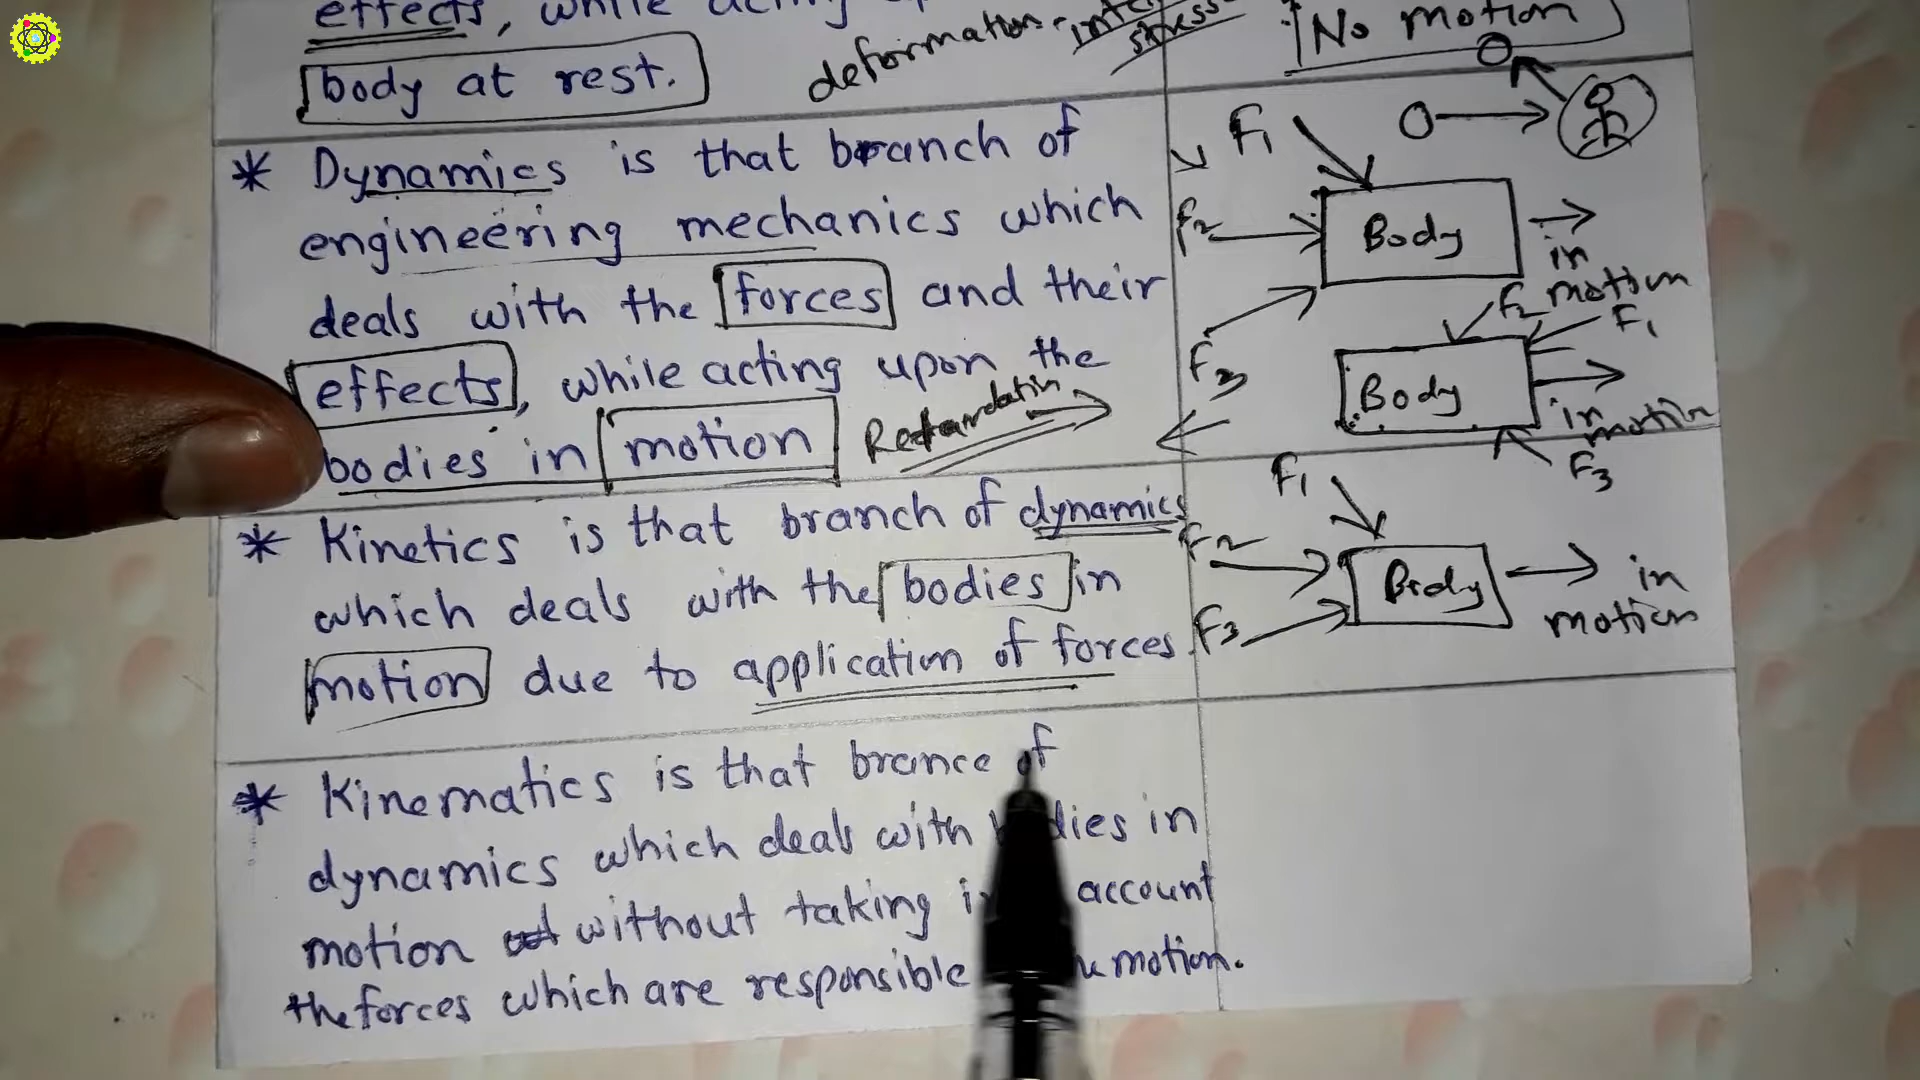 effects, while acting
body at rest.
deformation -
stress
No motion
* Dynamics is that branch of
engineering mechanics which
deals with the forces and their
effects, while acting upon the
bodies in motion
Retardatin
* Kinetics is that branch of dynamics
which deals with the bodies in
motion due to application of forces
* Kinematics is that brance of
dynamics which deals with in
motion without taking account
the forces which are responsible motion.
F1
F2
F3
Body
in
motion
F2
F1
Body
in
motion
F3
F1
F2
F3
Body
in
motion